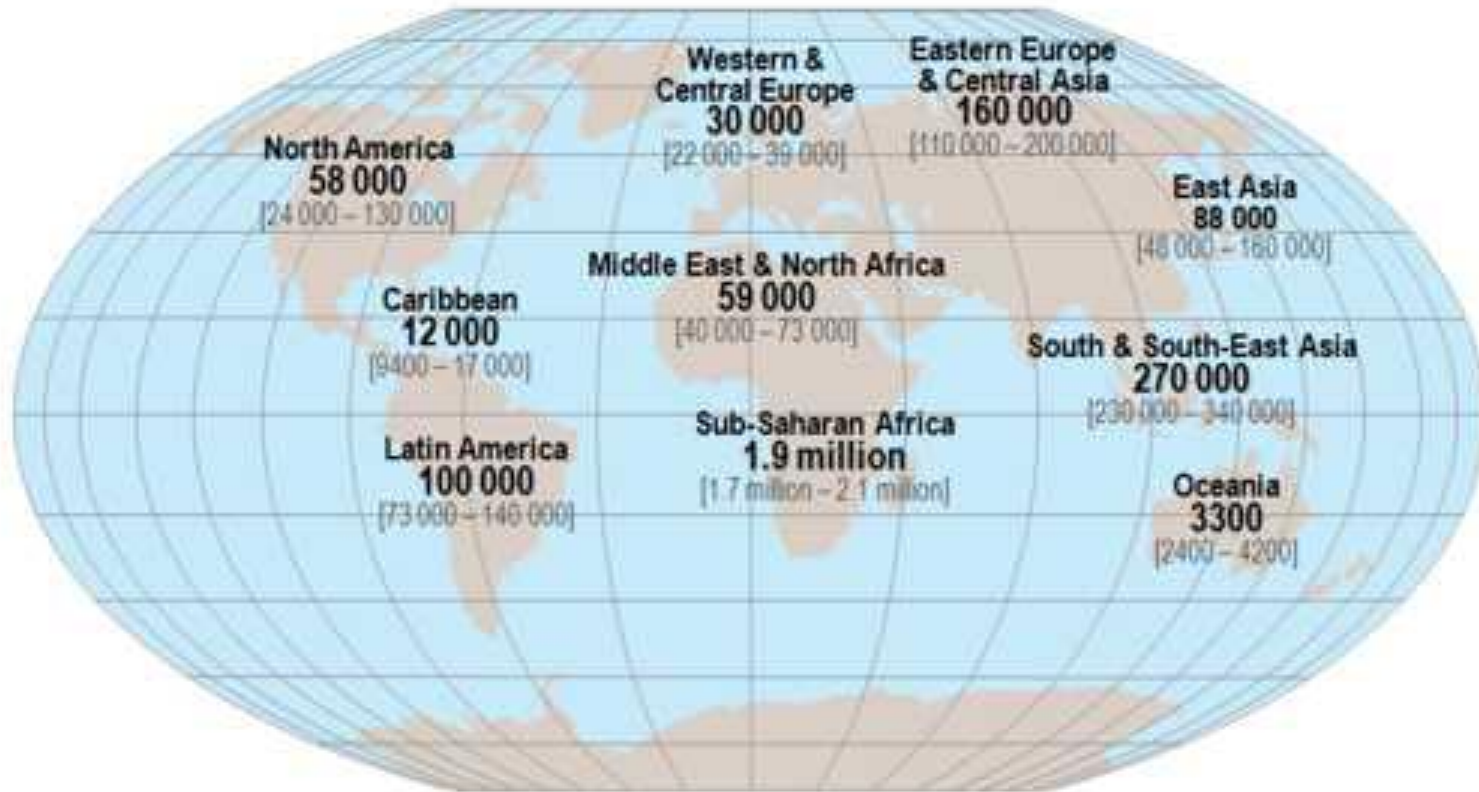 Western &
Central Europe
30 000
[22 000 – 39 000]
Eastern Europe
& Central Asia
160 000
[110 000 – 200 000]
North America
58 000
[24 000 – 130 000]
East Asia
88 000
[48 000 – 160 000]
Middle East & North Africa
59 000
[40 000 – 73 000]
Caribbean
12 000
[9400 – 17 000]
South & South-East Asia
270 000
[230 000 – 340 000]
Sub-Saharan Africa
1.9 million
[1.7 million – 2.1 million]
Latin America
100 000
[73 000 – 140 000]
Oceania
3300
[2400 – 4200]